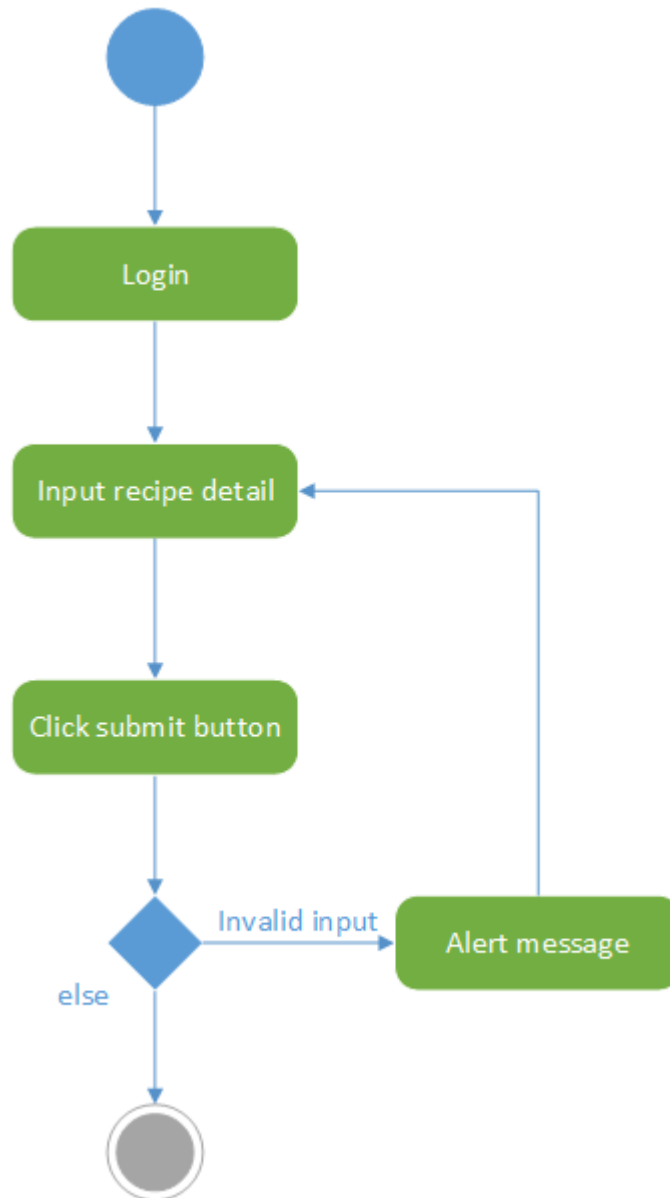 Login
Input recipe detail
Click submit button
Invalid input
Alert message
else